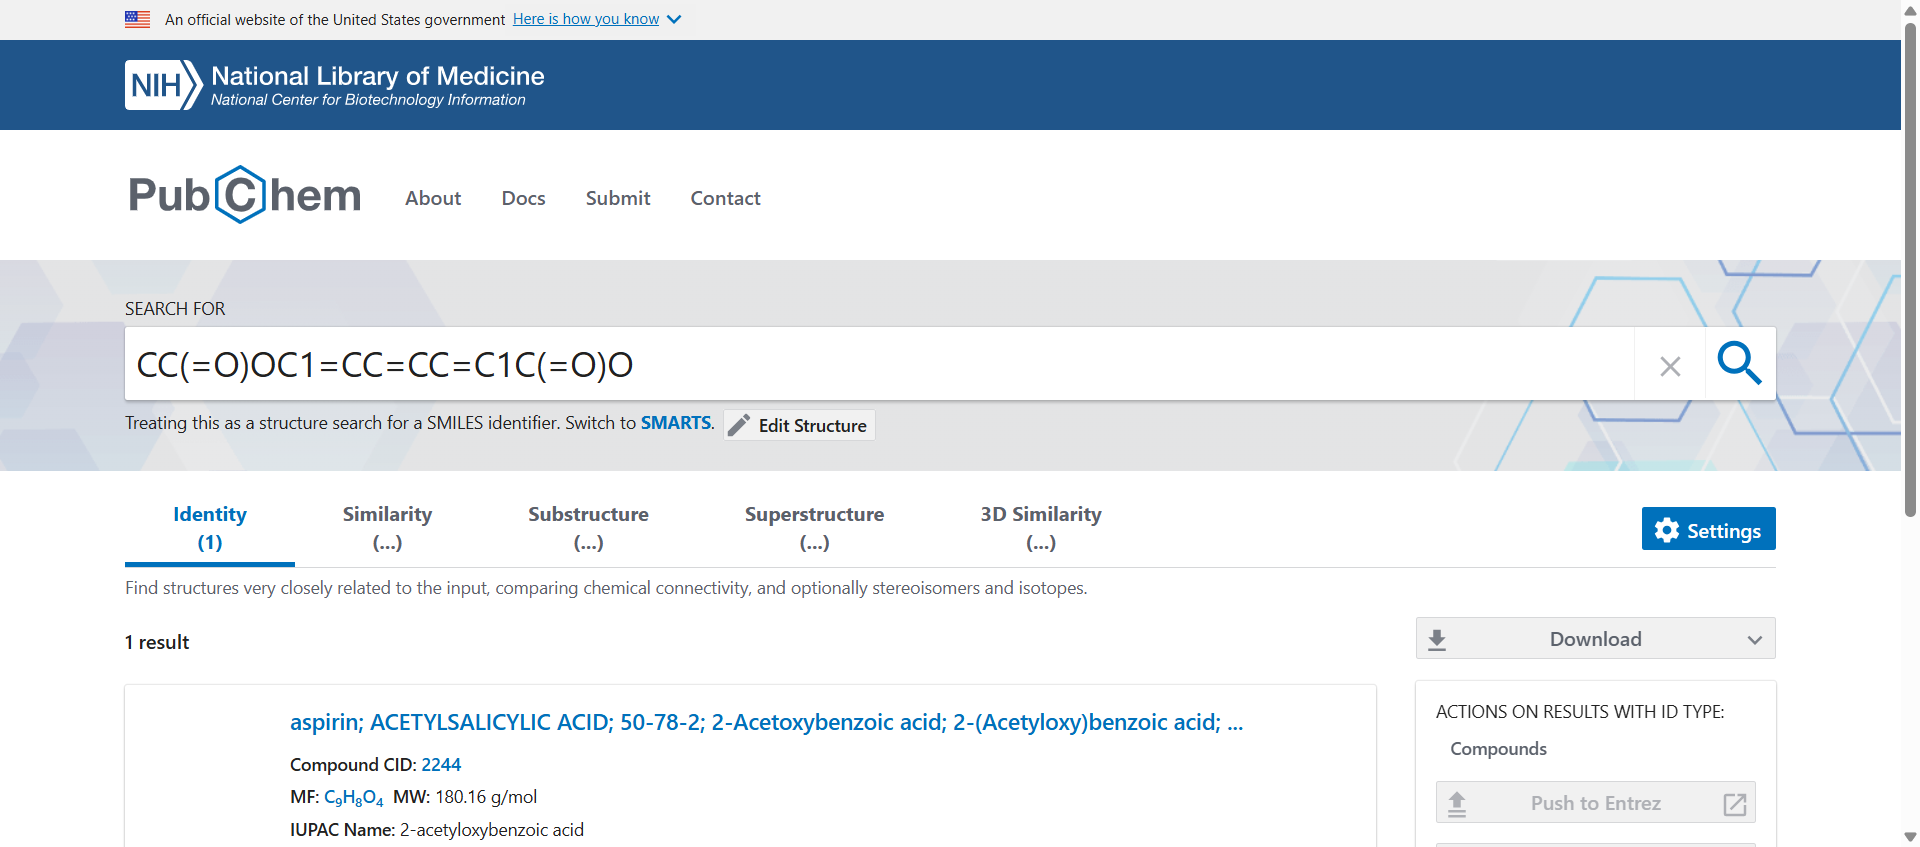 An official website of the United States government Here is how you know
NIH National Library of Medicine
National Center for Biotechnology Information
PubChem About Docs Submit Contact
SEARCH FOR
CC(=O)OC1=CC=CC=C1C(=O)O
Treating this as a structure search for a SMILES identifier. Switch to SMARTS. Edit Structure
Identity Similarity Substructure Superstructure 3D Similarity
(1) (...) (...) (...) (...)
Settings
Find structures very closely related to the input, comparing chemical connectivity, and optionally stereoisomers and isotopes.
1 result
Download
aspirin; ACETYLSALICYLIC ACID; 50-78-2; 2-Acetoxybenzoic acid; 2-(Acetyloxy)benzoic acid; ...
Compound CID: 2244
MF: C₉H₈O₄ MW: 180.16 g/mol
IUPAC Name: 2-acetyloxybenzoic acid
ACTIONS ON RESULTS WITH ID TYPE:
Compounds
Push to Entrez